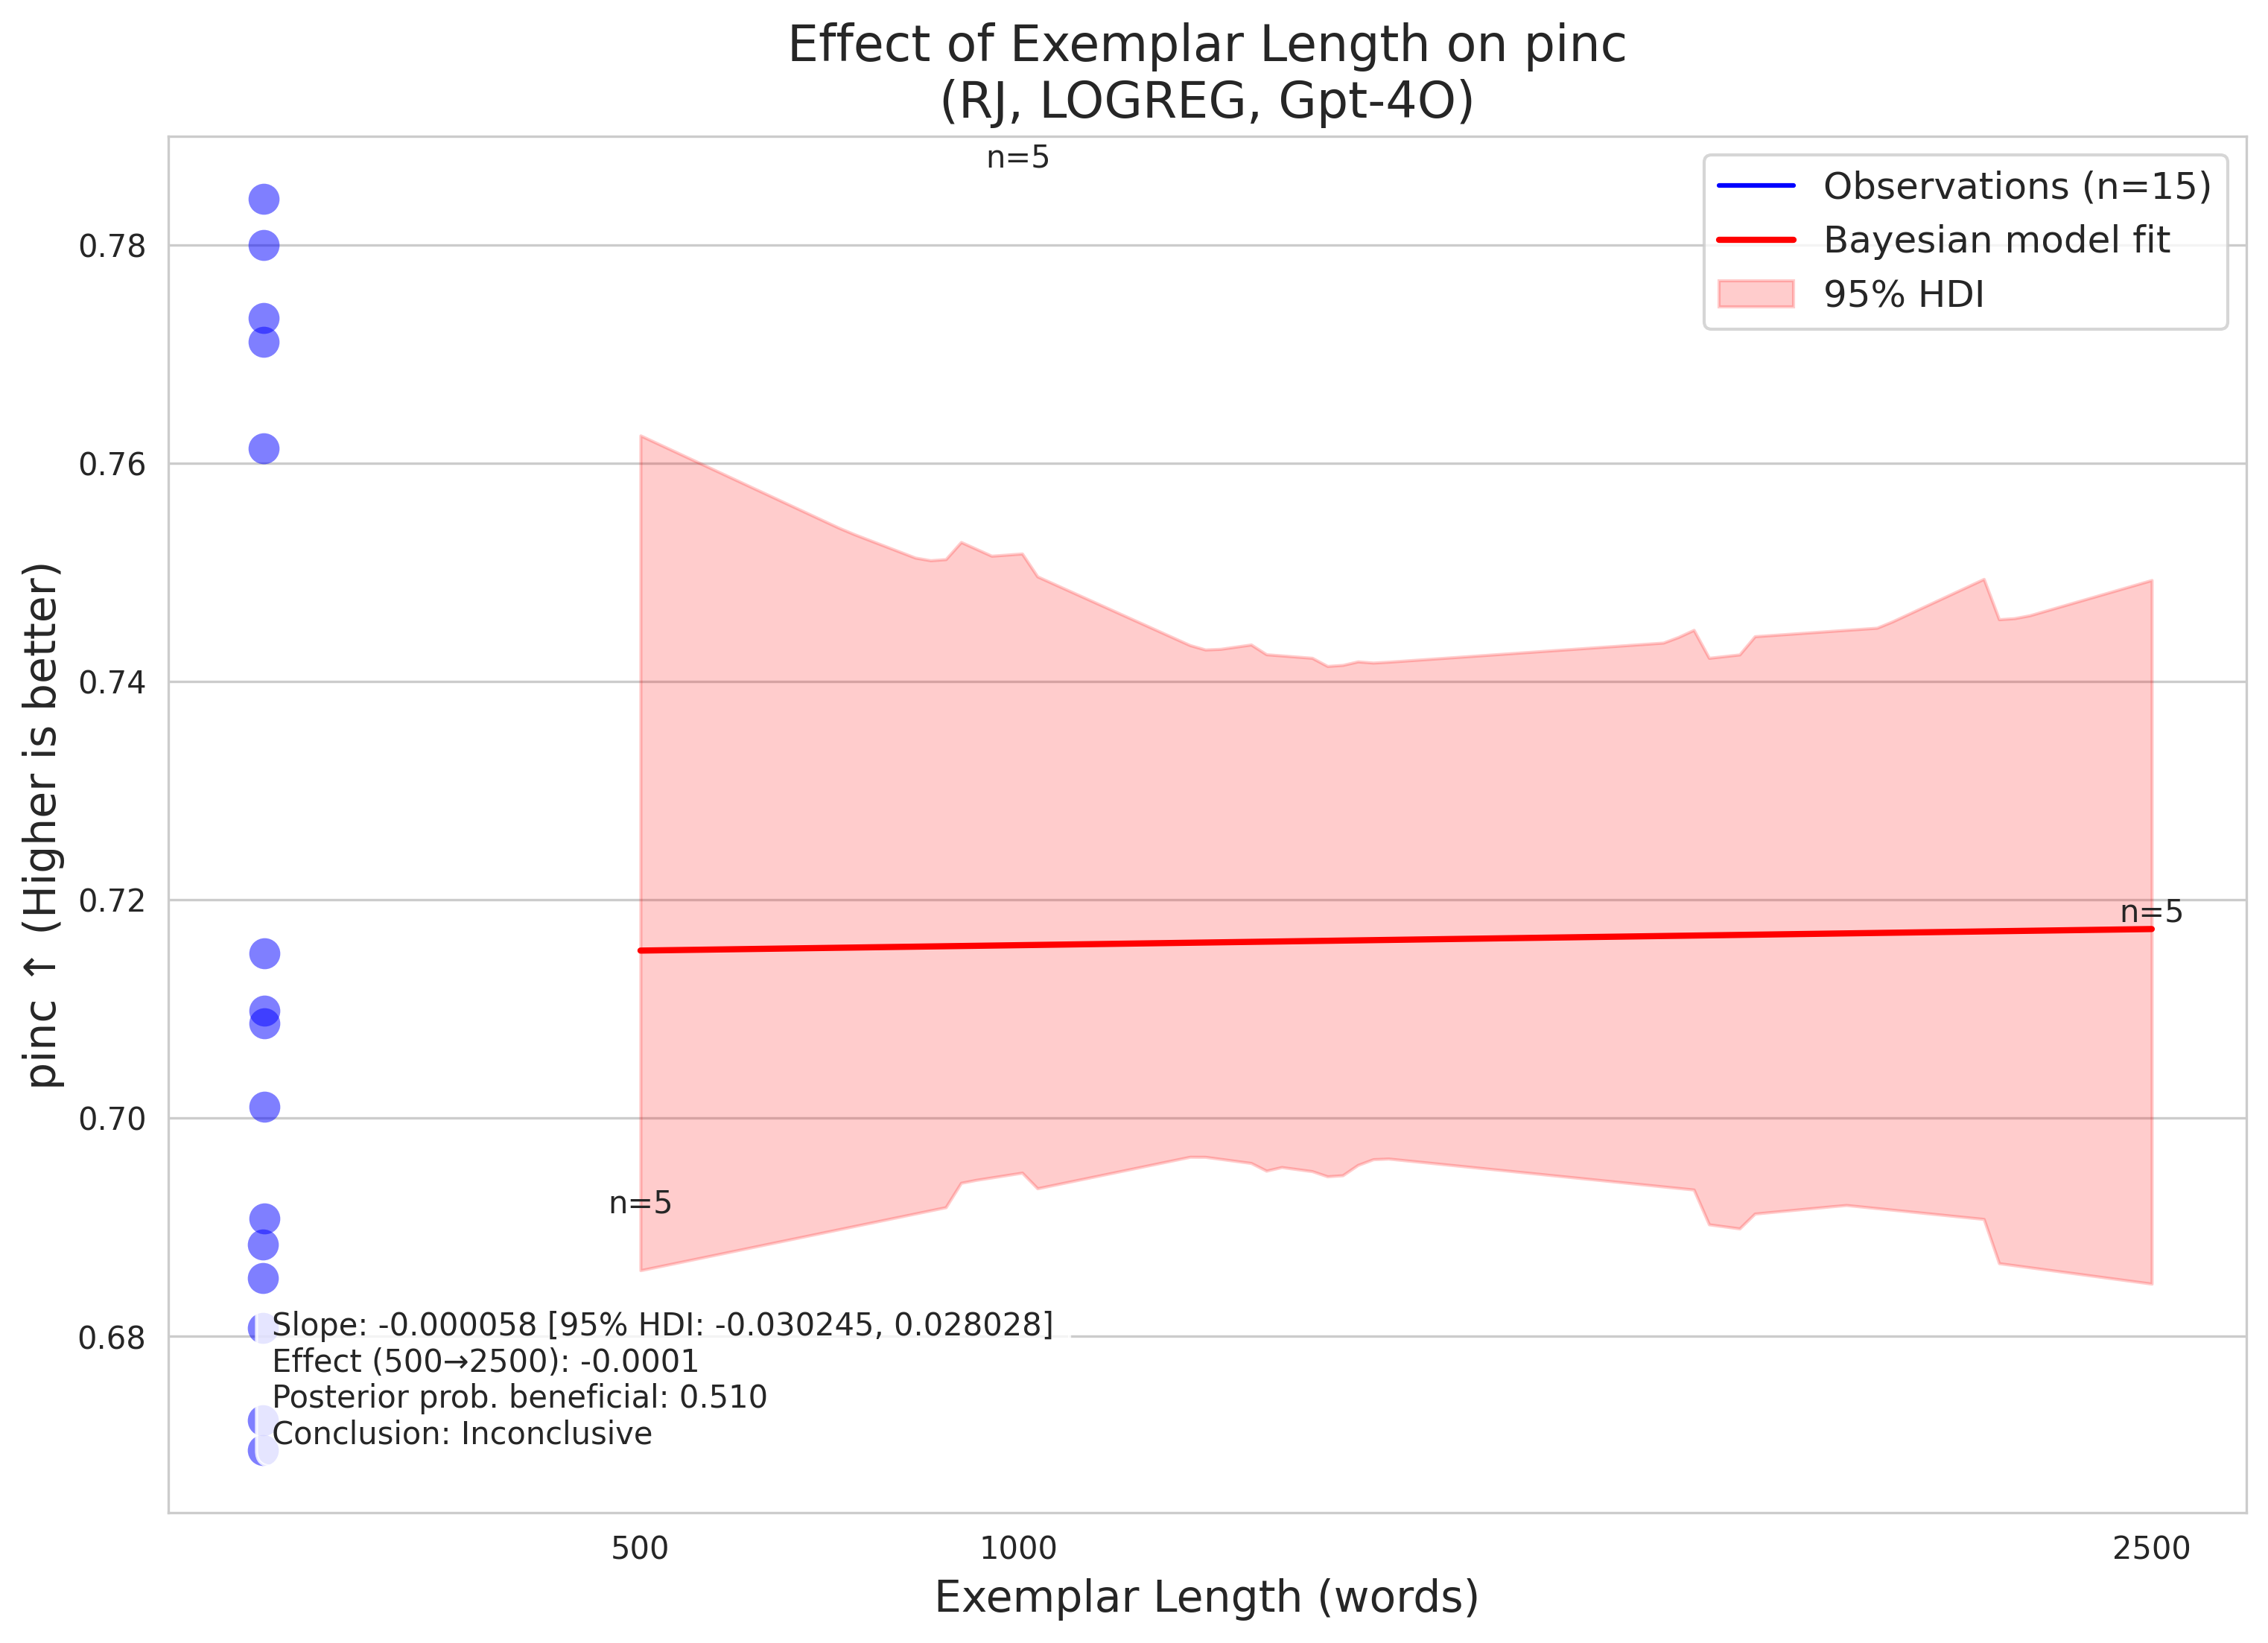 Effect of Exemplar Length on pinc
(RJ, LOGREG, Gpt-4O)
n=5
Observations (n=15)
Bayesian model fit
95% HDI
0.78
0.76
0.74
0.72
0.70
0.68
pinc ↑ (Higher is better)
n=5
n=5
Slope: -0.000058 [95% HDI: -0.030245, 0.028028]
Effect (500→2500): -0.0001
Posterior prob. beneficial: 0.510
Conclusion: Inconclusive
500
1000
2500
Exemplar Length (words)